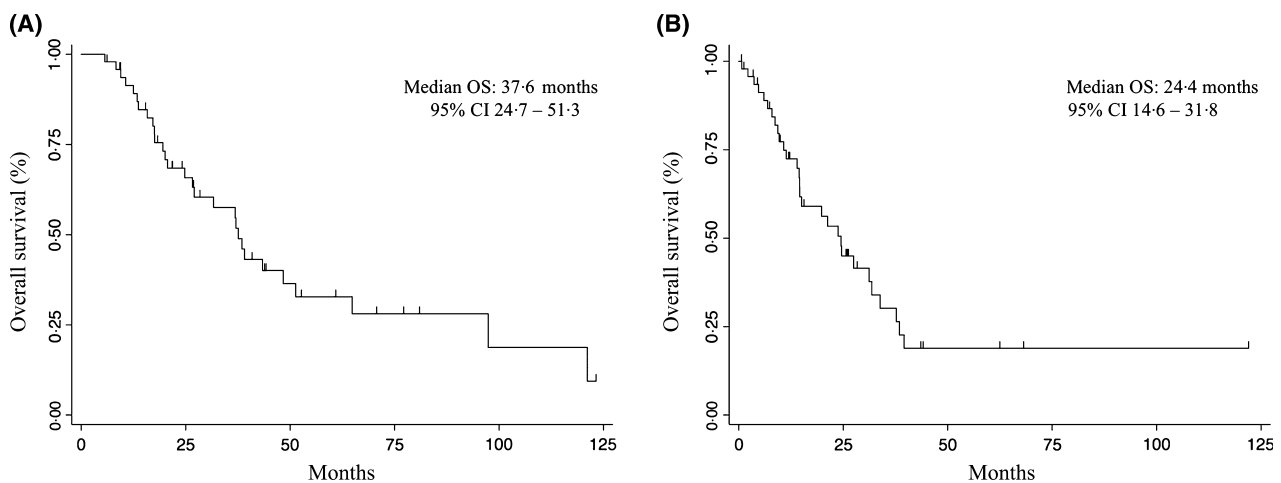 (A)
Overall survival (%)
1·00
0·75
0·50
0·25
0·00
Median OS: 37·6 months
95% CI 24·7 – 51·3
0 25 50 75 100 125
Months
(B)
Overall survival (%)
1·00
0·75
0·50
0·25
0·00
Median OS: 24·4 months
95% CI 14·6 – 31·8
0 25 50 75 100 125
Months